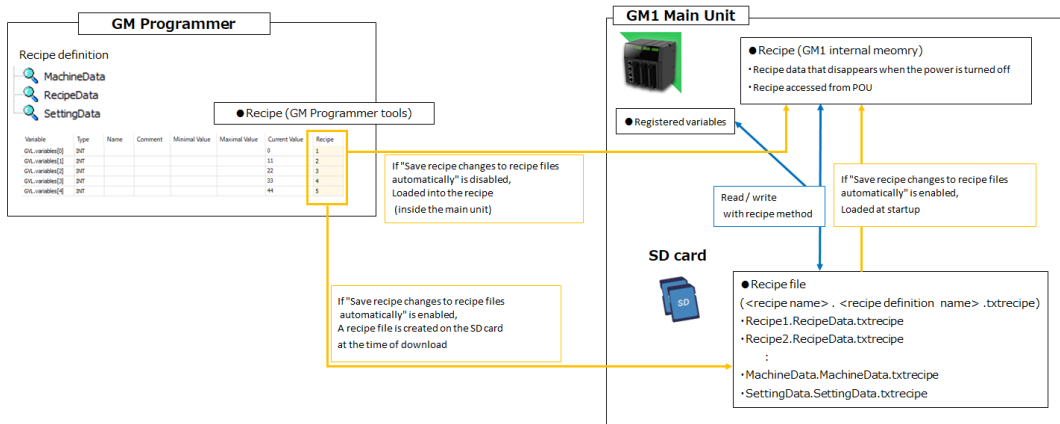 GM Programmer
Recipe definition
MachineData
RecipeData
SettingData
●Recipe (GM Programmer tools)
Variable Type Name Comment Minimal Value Maximal Value Current Value Recipe
GVL.variables[0] INT 0 1
GVL.variables[1] INT 11 2
GVL.variables[2] INT 22 3
GVL.variables[3] INT 33 4
GVL.variables[4] INT 44 5
If "Save recipe changes to recipe files
automatically" is disabled,
Loaded into the recipe
(inside the main unit)
If "Save recipe changes to recipe files
automatically" is enabled,
A recipe file is created on the SD card
at the time of download
GM1 Main Unit
●Recipe (GM1 internal meomry)
・Recipe data that disappears when the power is turned off
・Recipe accessed from POU
●Registered variables
Read / write
with recipe method
If "Save recipe changes to recipe files
automatically" is enabled,
Loaded at startup
SD card
SD
●Recipe file
(<recipe name> . <recipe definition name> .txtrecipe)
・Recipe1.RecipeData.txtrecipe
・Recipe2.RecipeData.txtrecipe
:
・MachineData.MachineData.txtrecipe
・SettingData.SettingData.txtrecipe